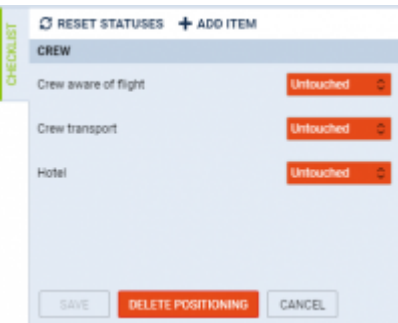 CHECKLIST
RESET STATUSES + ADD ITEM
CREW
Crew aware of flight Untouched
Crew transport Untouched
Hotel Untouched
SAVE DELETE POSITIONING CANCEL